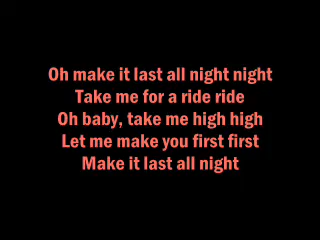 Oh make it last all night night
Take me for a ride ride
Oh baby, take me high high
Let me make you first first
Make it last all night